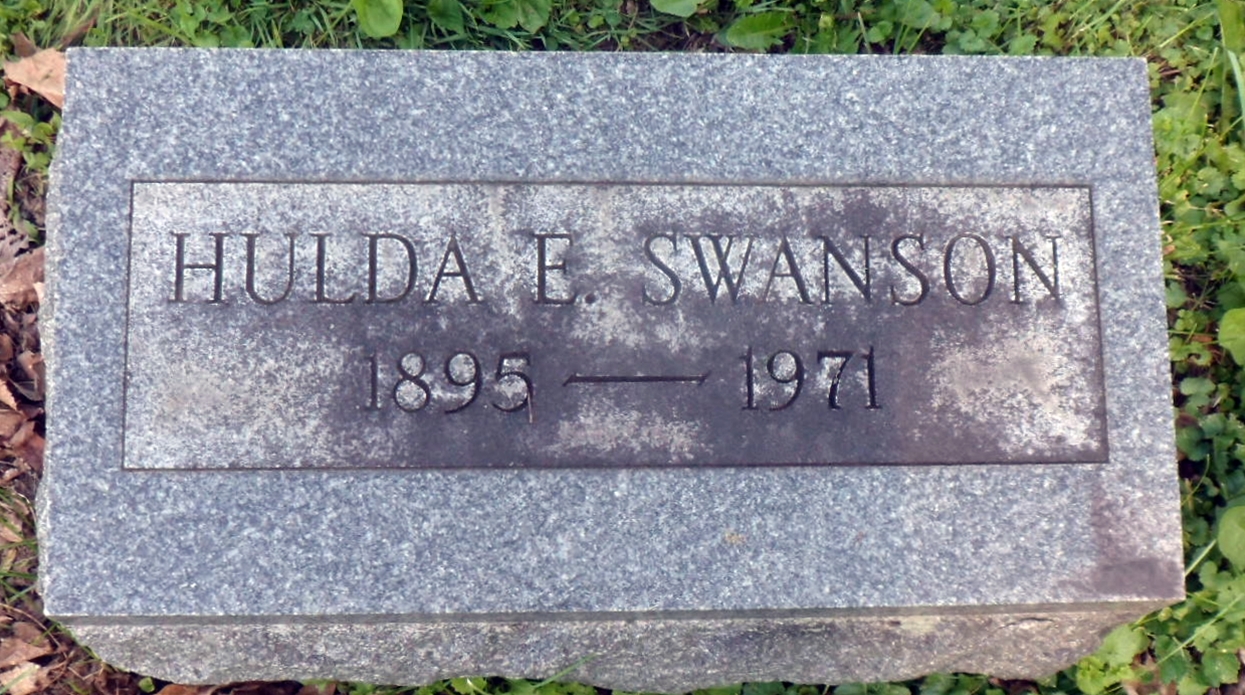 HULDA E. SWANSON
1895 — 1971